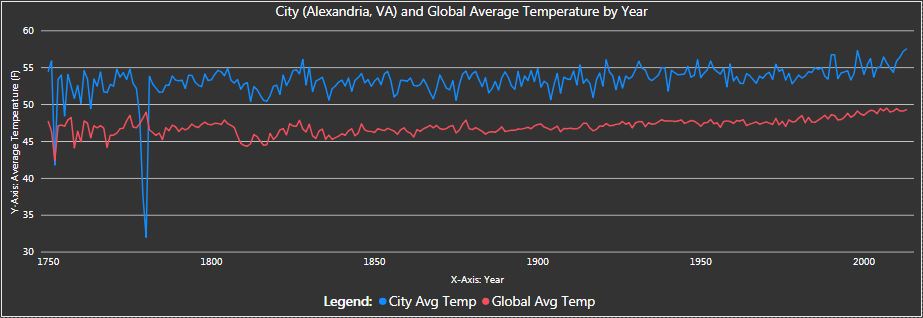 City (Alexandria, VA) and Global Average Temperature by Year
60
55
50
45
40
35
30
Y-Axis: Average Temperature (F)
1750 1800 1850 1900 1950 2000
X-Axis: Year
Legend: City Avg Temp Global Avg Temp